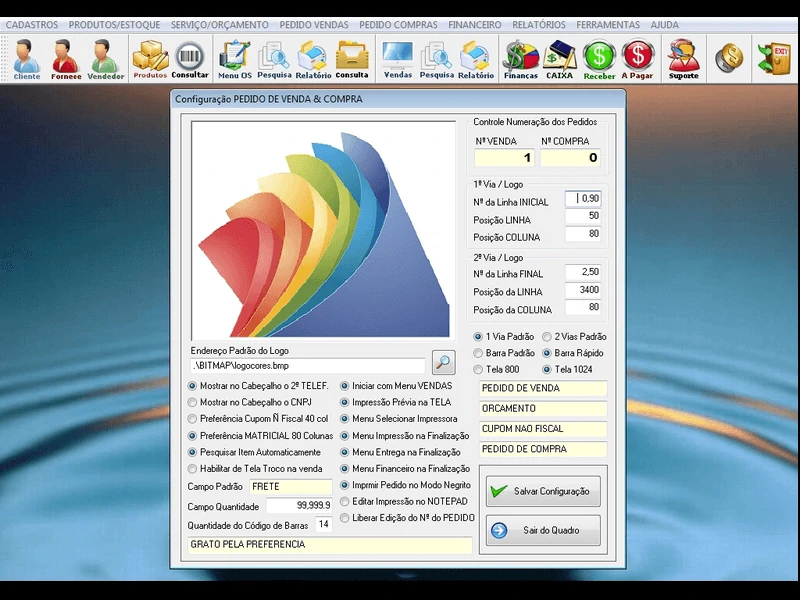 CADASTROS PRODUTOS/ESTOQUE SERVIÇO/ORÇAMENTO PEDIDO VENDAS PEDIDO COMPRAS FINANCEIRO RELATÓRIOS FERRAMENTAS AJUDA
Cliente Fornece Vendedor Produtos Consultar Menu OS Pesquisa Relatório Consulta Vendas Pesquisa Relatório Finanças CAIXA Receber A Pagar Suporte EXIT
Configuração PEDIDO DE VENDA & COMPRA
Controle Numeração dos Pedidos
Nº VENDA Nº COMPRA
1 0
1ª Via / Logo
Nº da Linha INICIAL 0,90
Posição LINHA 50
Posição COLUNA 80
2ª Via / Logo
Nº da Linha FINAL 2,50
Posição da LINHA 3400
Posição da COLUNA 80
1 Via Padrão 2 Vias Padrão
Barra Padrão Barra Rápido
Tela 800 Tela 1024
PEDIDO DE VENDA
ORCAMENTO
CUPOM NAO FISCAL
PEDIDO DE COMPRA
Endereço Padrão do Logo
.\BITMAP\logocores.bmp
Mostrar no Cabeçalho o 2º TELEF.
Mostrar no Cabeçalho o CNPJ
Preferência Cupom Ñ Fiscal 40 col
Preferência MATRICIAL 80 Colunas
Pesquisar Item Automaticamente
Habilitar de Tela Troco na venda
Iniciar com Menu VENDAS
Impressão Prévia na TELA
Menu Selecionar Impressora
Menu Impressão na Finalização
Menu Entrega na Finalização
Menu Financeiro na Finalização
Imprmir Pedido no Modo Negrito
Editar Impressão no NOTEPAD
Liberar Edição do Nº do PEDIDO
Campo Padrão FRETE
Campo Quantidade 99,999.9
Quantidade do Código de Barras 14
GRATO PELA PREFERENCIA
Salvar Configuração
Sair do Quadro